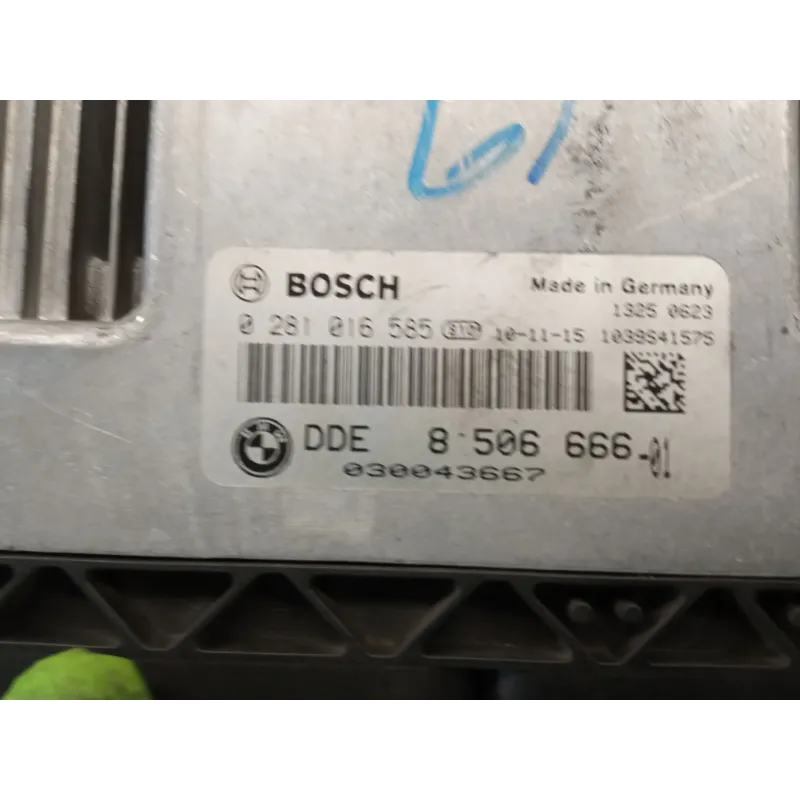 BOSCH
Made in Germany
1325 0623
0 281 016 585 10-11-15 1039S41575
DDE 8 506 666-01
030043667